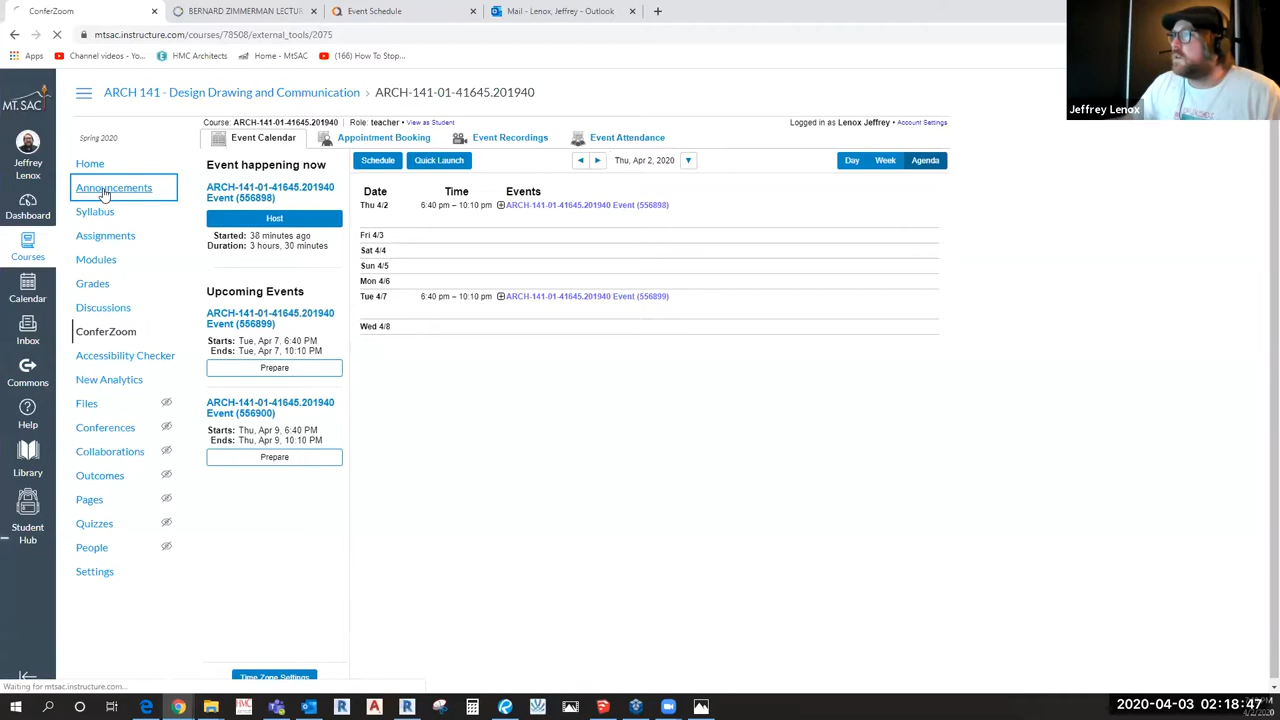 ConferZoom
BERNARD ZIMMERMAN LECTUR
Event Schedule
Mail - Lenox, Jeffrey - Outlook
mtsac.instructure.com/courses/78508/external_tools/2075
Apps
Channel videos - Yo...
HMC Architects
Home - MtSAC
(166) How To Stop...
Jeffrey Lenox
MT. SAC
ARCH 141 - Design Drawing and Communication › ARCH-141-01-41645.201940
Spring 2020
Course: ARCH-141-01-41645.201940 | Role: teacher • View as Student
Logged in as Lenox Jeffrey • Account Settings
Event Calendar
Appointment Booking
Event Recordings
Event Attendance
Jeffrey
Lenox
Dashboard
Courses
Calendar
Inbox
Commons
Help
Library
Student
Hub
Home
Announcements
Syllabus
Assignments
Modules
Grades
Discussions
ConferZoom
Accessibility Checker
New Analytics
Files
Conferences
Collaborations
Outcomes
Pages
Quizzes
People
Settings
Event happening now
ARCH-141-01-41645.201940
Event (556898)
Host
Started: 38 minutes ago
Duration: 3 hours, 30 minutes
Upcoming Events
ARCH-141-01-41645.201940
Event (556899)
Starts: Tue, Apr 7, 6:40 PM
Ends: Tue, Apr 7, 10:10 PM
Prepare
ARCH-141-01-41645.201940
Event (556900)
Starts: Thu, Apr 9, 6:40 PM
Ends: Thu, Apr 9, 10:10 PM
Prepare
Time Zone Settings
Schedule
Quick Launch
Thu, Apr 2, 2020
Day
Week
Agenda
Date Time Events
Thu 4/2 6:40 pm – 10:10 pm ARCH-141-01-41645.201940 Event (556898)
Fri 4/3
Sat 4/4
Sun 4/5
Mon 4/6
Tue 4/7 6:40 pm – 10:10 pm ARCH-141-01-41645.201940 Event (556899)
Wed 4/8
Waiting for mtsac.instructure.com...
2020-04-03 02:18:47
4/2/2020